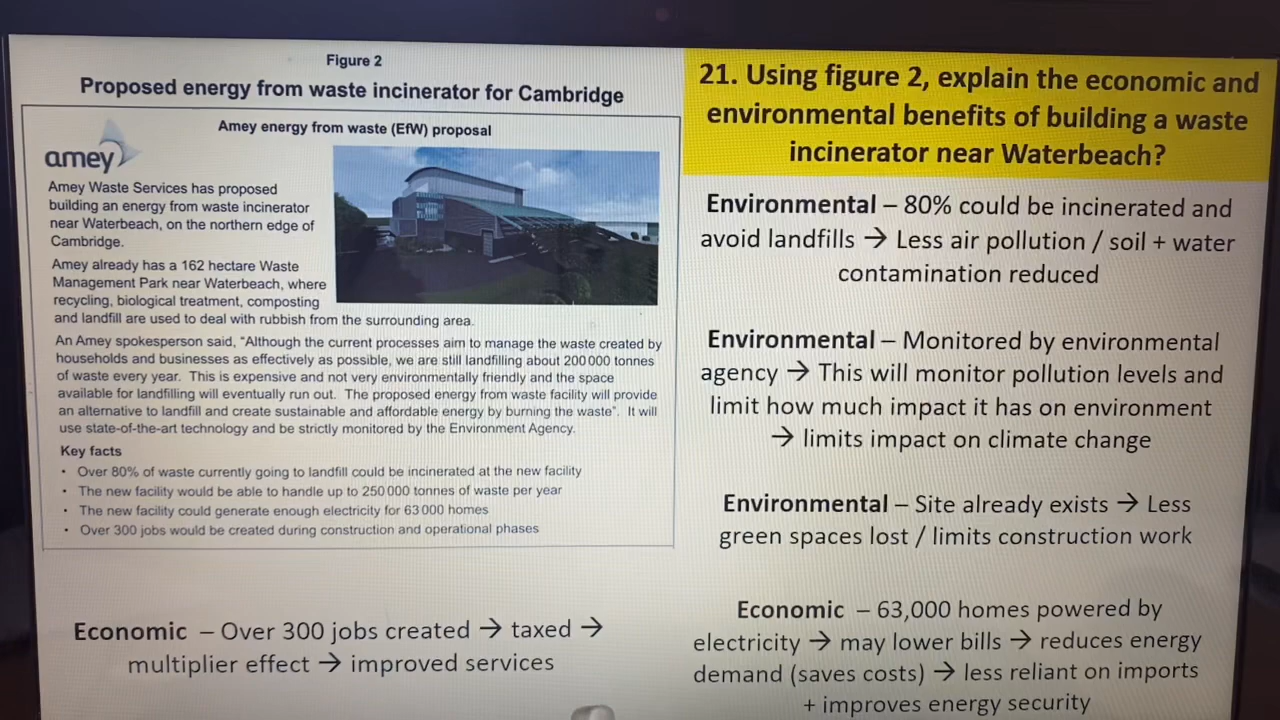 Figure 2
Proposed energy from waste incinerator for Cambridge
Amey energy from waste (EfW) proposal
amey
Amey Waste Services has proposed
building an energy from waste incinerator
near Waterbeach, on the northern edge of
Cambridge.
Amey already has a 162 hectare Waste
Management Park near Waterbeach, where
recycling, biological treatment, composting
and landfill are used to deal with rubbish from the surrounding area.
An Amey spokesperson said, "Although the current processes aim to manage the waste created by
households and businesses as effectively as possible, we are still landfilling about 200 000 tonnes
of waste every year. This is expensive and not very environmentally friendly and the space
available for landfilling will eventually run out. The proposed energy from waste facility will provide
an alternative to landfill and create sustainable and affordable energy by burning the waste". It will
use state-of-the-art technology and be strictly monitored by the Environment Agency.
Key facts
• Over 80% of waste currently going to landfill could be incinerated at the new facility
• The new facility would be able to handle up to 250 000 tonnes of waste per year
• The new facility could generate enough electricity for 63 000 homes
• Over 300 jobs would be created during construction and operational phases
Economic – Over 300 jobs created → taxed →
multiplier effect → improved services
21. Using figure 2, explain the economic and
environmental benefits of building a waste
incinerator near Waterbeach?
Environmental – 80% could be incinerated and
avoid landfills → Less air pollution / soil + water
contamination reduced
Environmental – Monitored by environmental
agency → This will monitor pollution levels and
limit how much impact it has on environment
→ limits impact on climate change
Environmental – Site already exists → Less
green spaces lost / limits construction work
Economic – 63,000 homes powered by
electricity → may lower bills → reduces energy
demand (saves costs) → less reliant on imports
+ improves energy security